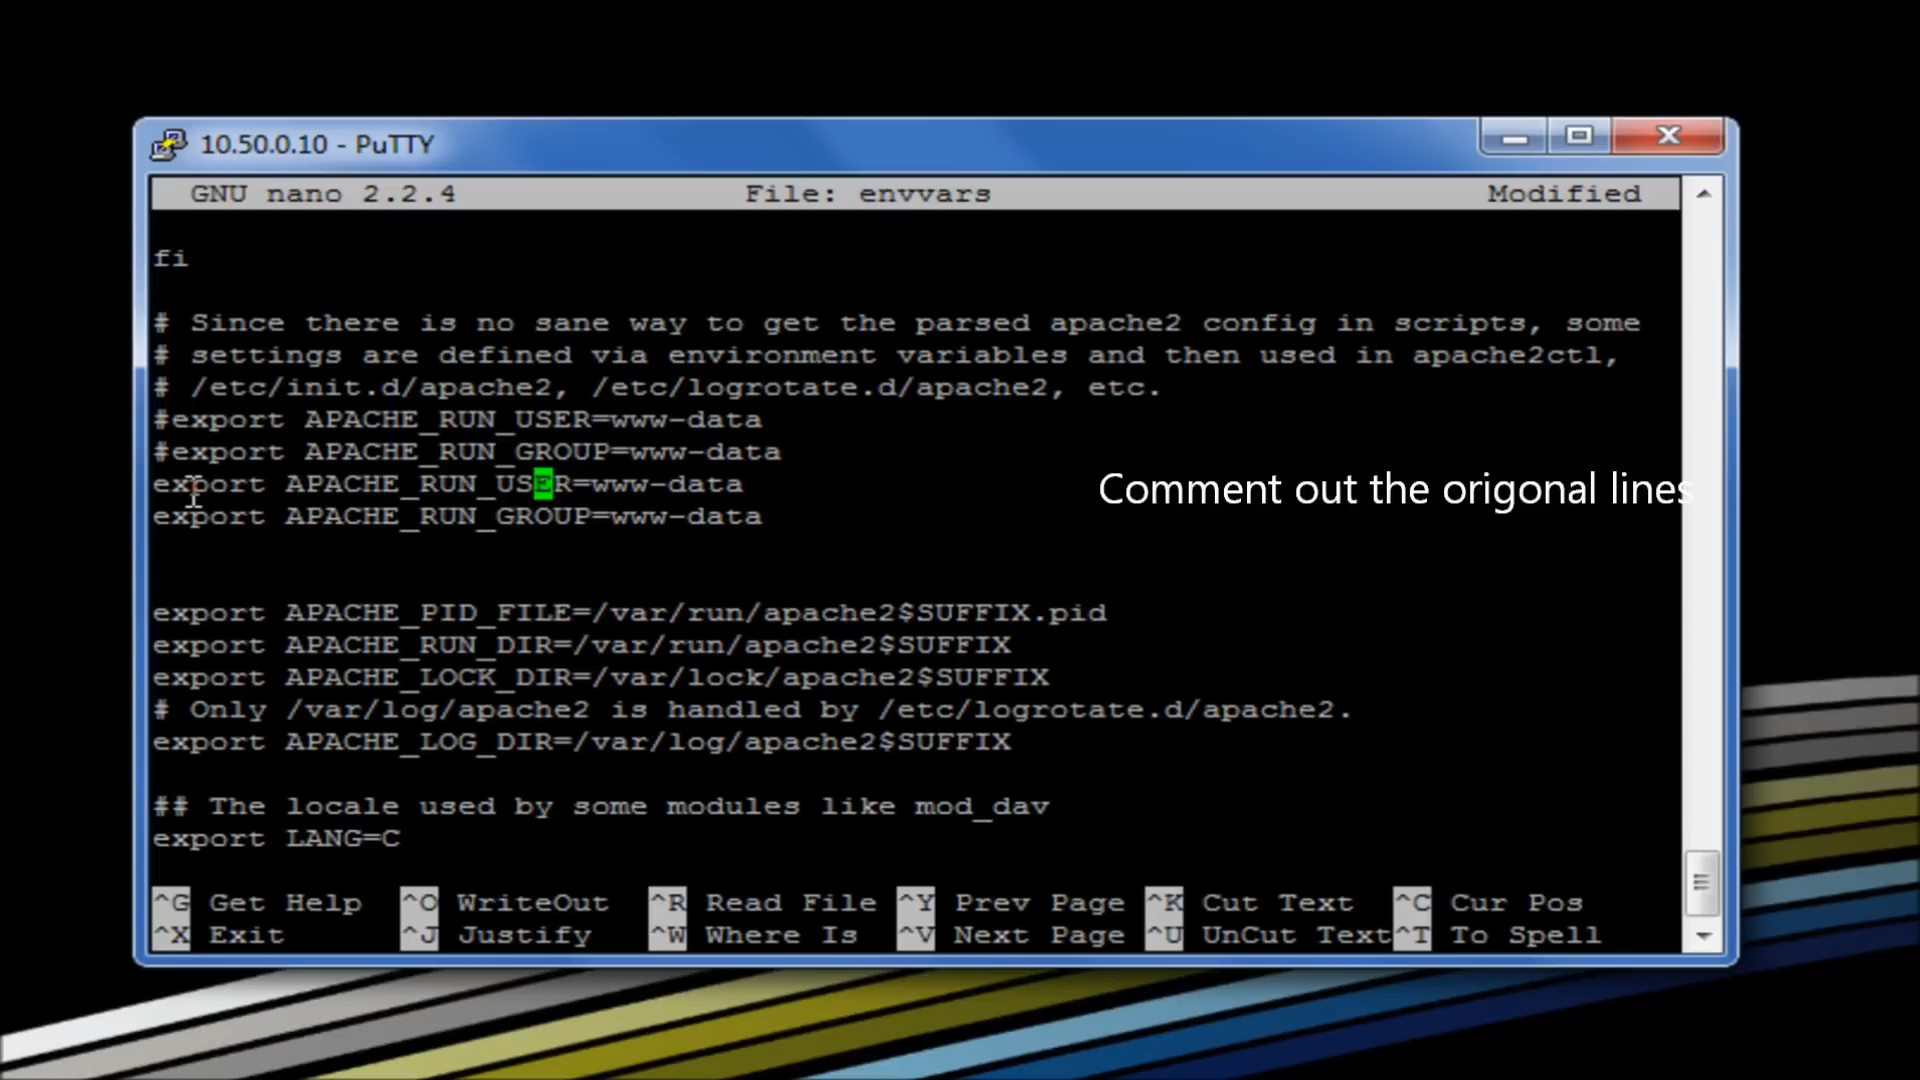 10.50.0.10 - PuTTY
GNU nano 2.2.4 File: envvars Modified
fi
# Since there is no sane way to get the parsed apache2 config in scripts, some
# settings are defined via environment variables and then used in apache2ctl,
# /etc/init.d/apache2, /etc/logrotate.d/apache2, etc.
#export APACHE_RUN_USER=www-data
#export APACHE_RUN_GROUP=www-data
export APACHE_RUN_USER=www-data
Comment out the origonal lines
export APACHE_RUN_GROUP=www-data
export APACHE_PID_FILE=/var/run/apache2$SUFFIX.pid
export APACHE_RUN_DIR=/var/run/apache2$SUFFIX
export APACHE_LOCK_DIR=/var/lock/apache2$SUFFIX
# Only /var/log/apache2 is handled by /etc/logrotate.d/apache2.
export APACHE_LOG_DIR=/var/log/apache2$SUFFIX
## The locale used by some modules like mod_dav
export LANG=C
^G Get Help ^O WriteOut ^R Read File ^Y Prev Page ^K Cut Text ^C Cur Pos
^X Exit ^J Justify ^W Where Is ^V Next Page ^U UnCut Text ^T To Spell